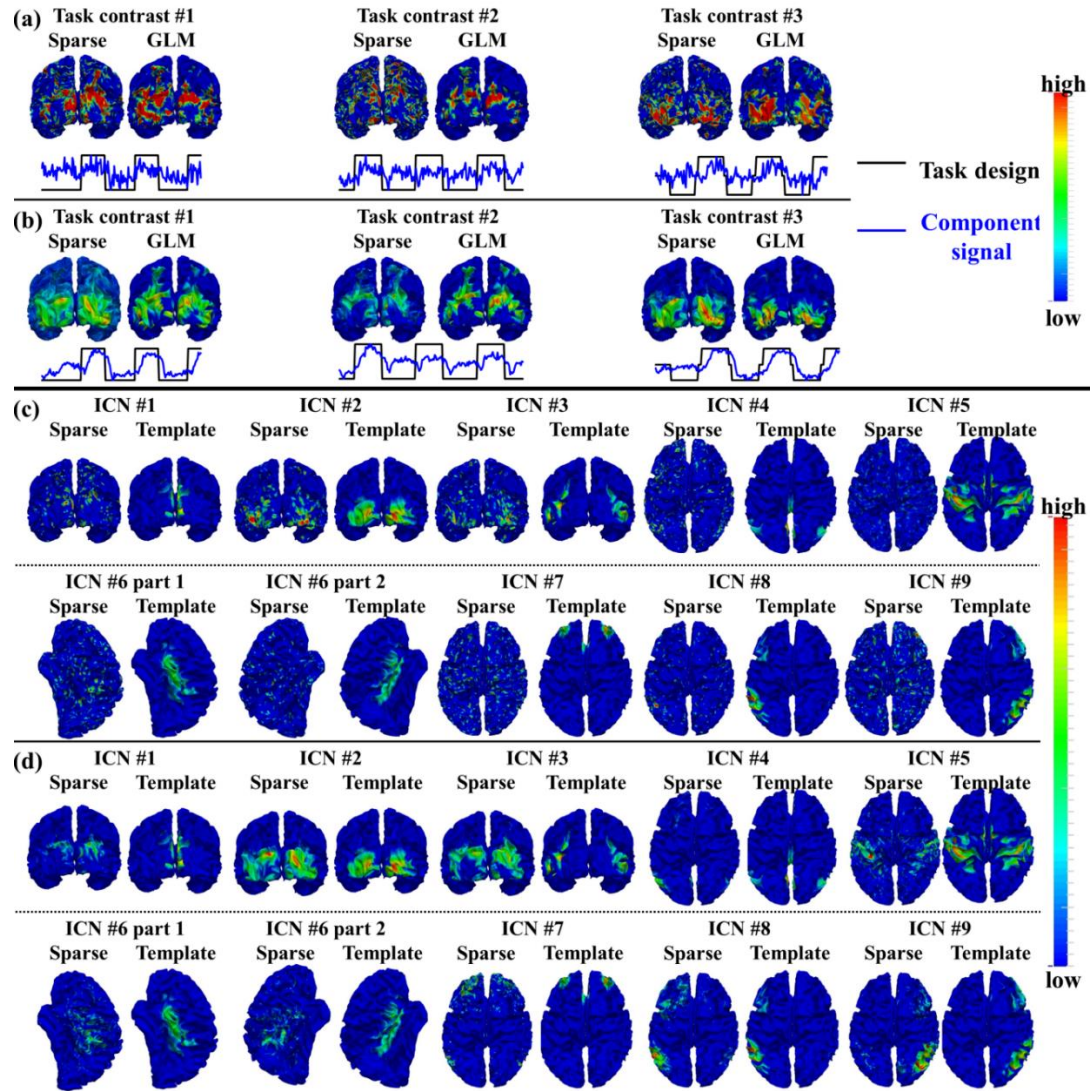 (a)
Task contrast #1
Task contrast #2
Task contrast #3
Sparse GLM
Sparse GLM
Sparse GLM
high
Task design
(b)
Task contrast #1
Task contrast #2
Task contrast #3
Sparse GLM
Sparse GLM
Sparse GLM
Component
signal
low
(c)
ICN #1
ICN #2
ICN #3
ICN #4
ICN #5
Sparse Template
Sparse Template
Sparse Template
Sparse Template
Sparse Template
high
ICN #6 part 1
ICN #6 part 2
ICN #7
ICN #8
ICN #9
Sparse Template
Sparse Template
Sparse Template
Sparse Template
Sparse Template
(d)
ICN #1
ICN #2
ICN #3
ICN #4
ICN #5
Sparse Template
Sparse Template
Sparse Template
Sparse Template
Sparse Template
ICN #6 part 1
ICN #6 part 2
ICN #7
ICN #8
ICN #9
low
Sparse Template
Sparse Template
Sparse Template
Sparse Template
Sparse Template